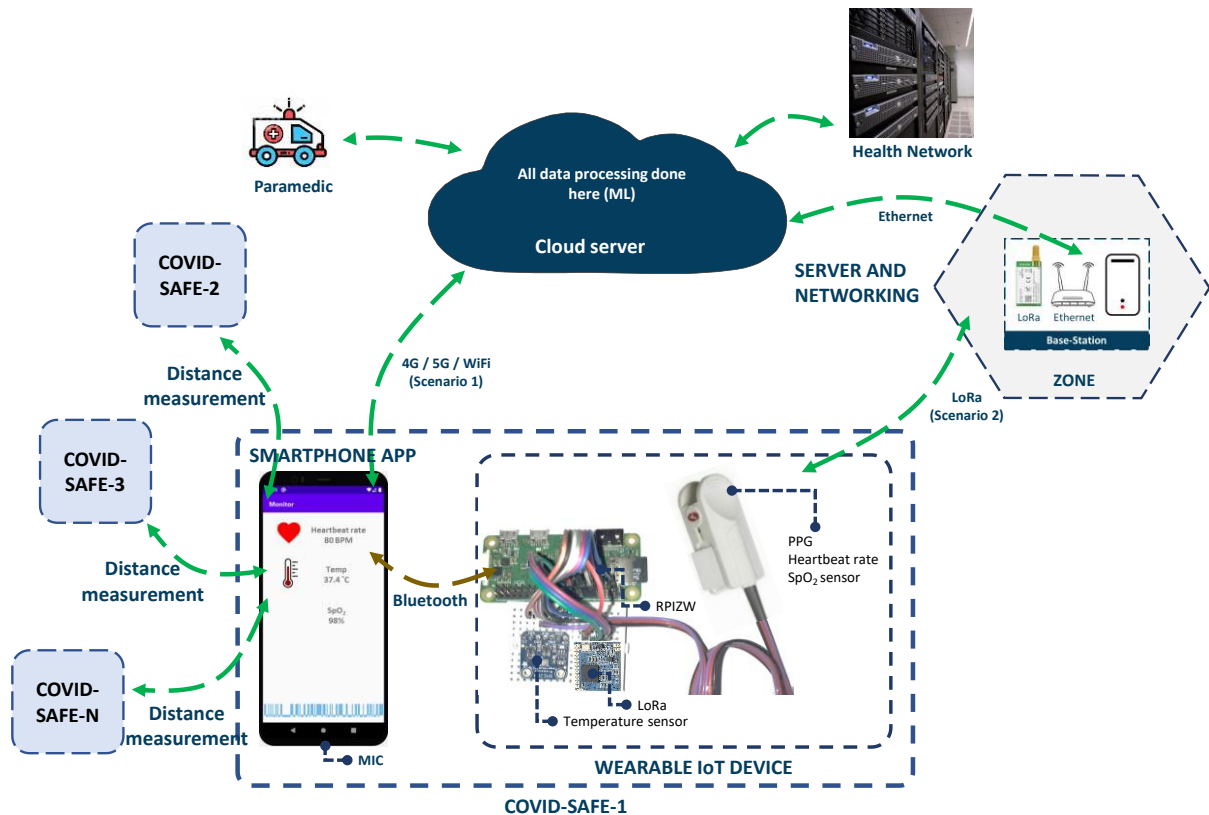 Health Network
Paramedic
All data processing done
here (ML)
Cloud server
Ethernet
SERVER AND
NETWORKING
LoRa
Ethernet
Base-Station
ZONE
COVID-
SAFE-2
Distance
measurement
4G / 5G / WiFi
(Scenario 1)
LoRa
(Scenario 2)
COVID-
SAFE-3
Distance
measurement
COVID-
SAFE-N
Distance
measurement
SMARTPHONE APP
Monitor
Heartbeat rate
80 BPM
Temp
37.4 °C
SpO₂
98%
MIC
Bluetooth
PPG
Heartbeat rate
SpO₂ sensor
RPIZW
LoRa
Temperature sensor
WEARABLE IoT DEVICE
COVID-SAFE-1